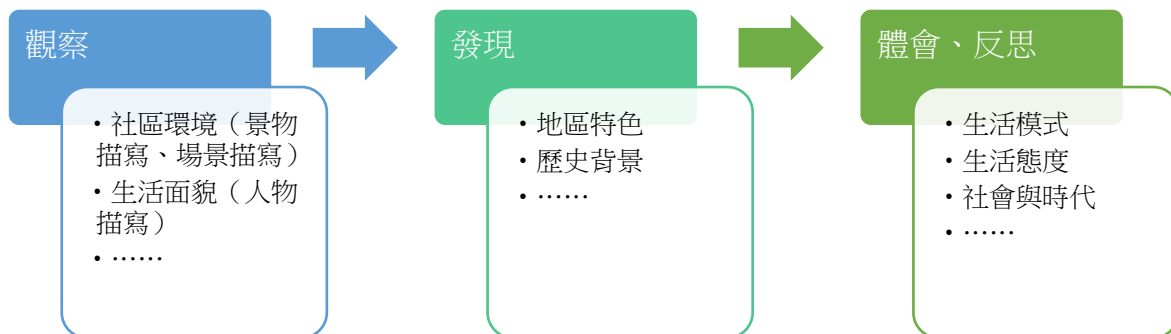 觀察
・社區環境（景物
描寫、場景描寫）
・生活面貌（人物
描寫）
・……
發現
・地區特色
・歷史背景
・……
體會、反思
・生活模式
・生活態度
・社會與時代
・……